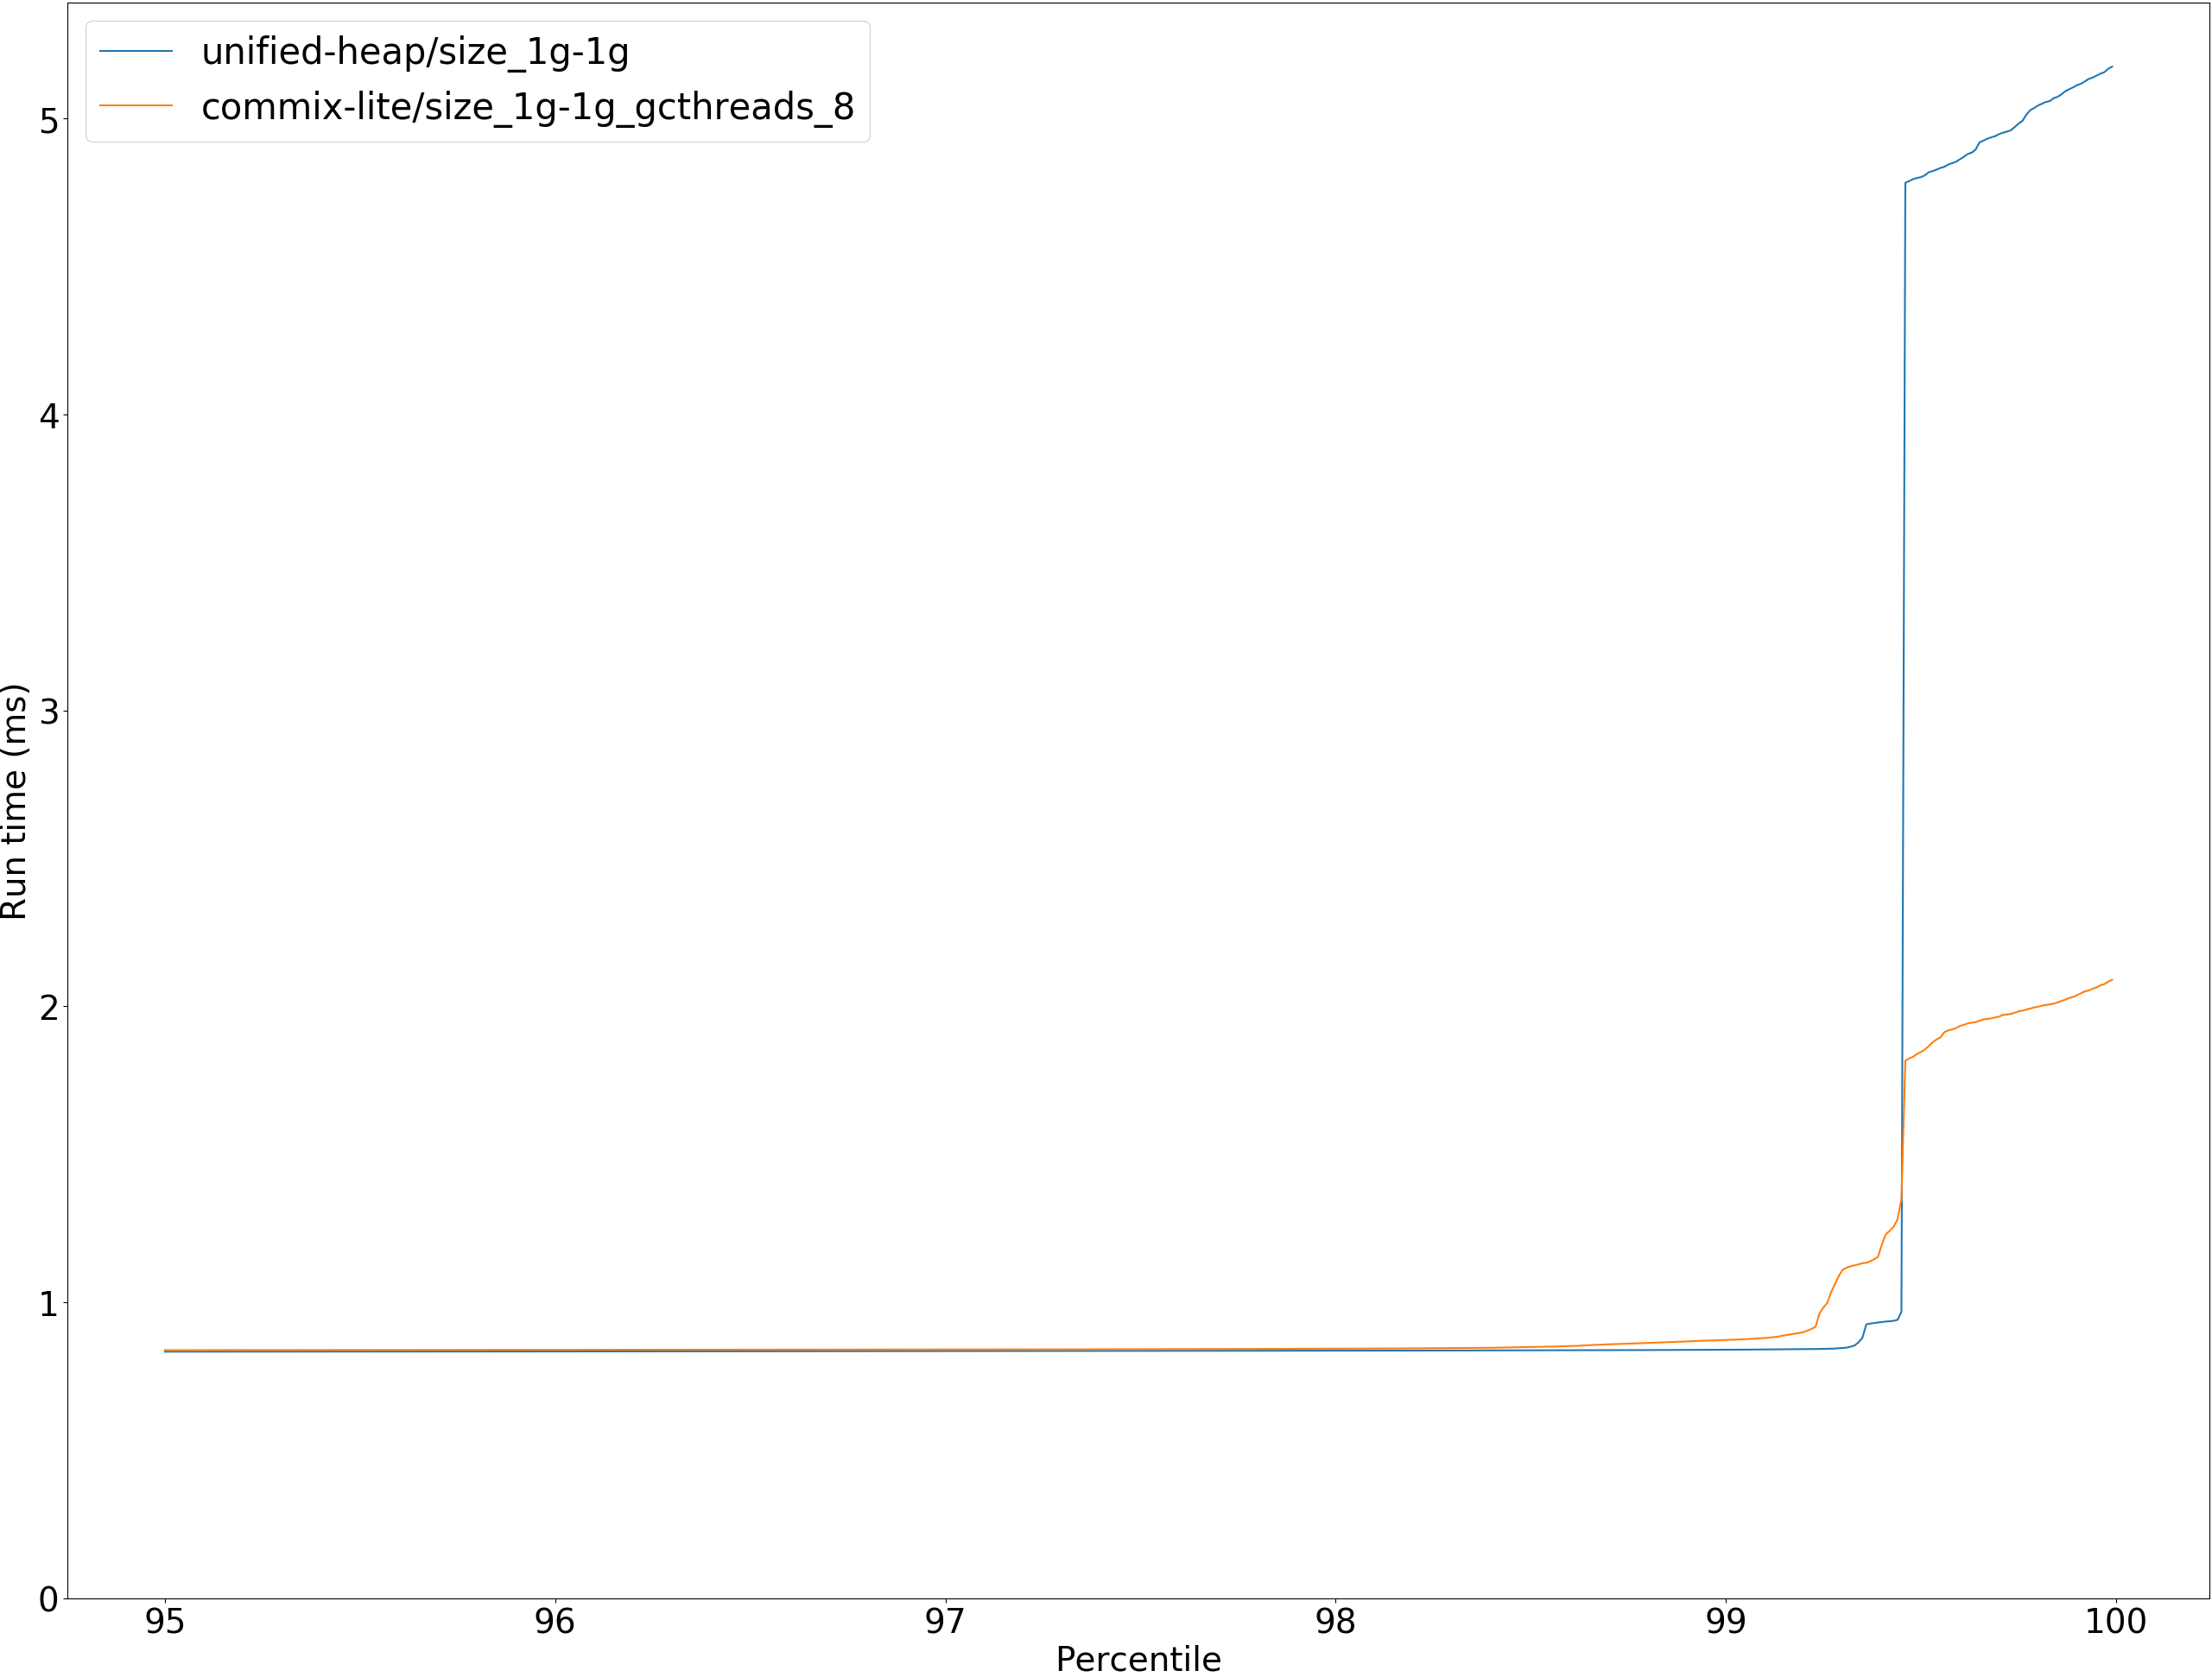 unified-heap/size_1g-1g
commix-lite/size_1g-1g_gcthreads_8
5
4
3
2
1
0
Run time (ms)
95 96 97 98 99 100
Percentile